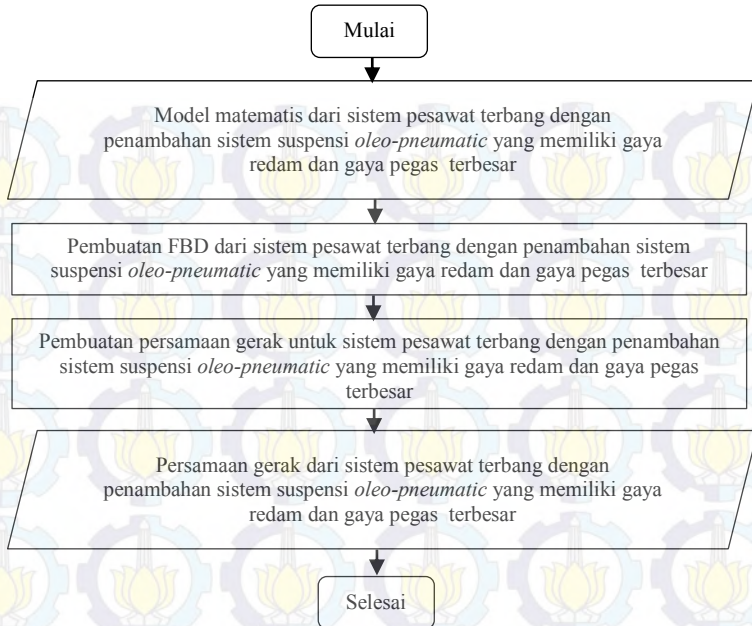 Mulai
Model matematis dari sistem pesawat terbang dengan
penambahan sistem suspensi oleo-pneumatic yang memiliki gaya
redam dan gaya pegas terbesar
Pembuatan FBD dari sistem pesawat terbang dengan penambahan sistem
suspensi oleo-pneumatic yang memiliki gaya redam dan gaya pegas terbesar
Pembuatan persamaan gerak untuk sistem pesawat terbang dengan penambahan
sistem suspensi oleo-pneumatic yang memiliki gaya redam dan gaya pegas
terbesar
Persamaan gerak dari sistem pesawat terbang dengan
penambahan sistem suspensi oleo-pneumatic yang memiliki gaya
redam dan gaya pegas terbesar
Selesai